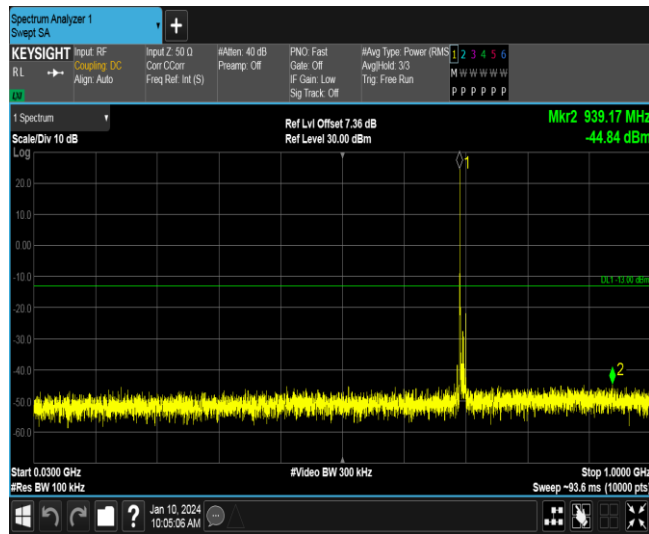 Spectrum Analyzer 1
Swept SA
+
KEYSIGHT
RL
Input: RF
Coupling: DC
Align: Auto
Input Z: 50 Ω
Corr CCorr
Freq Ref: Int (S)
#Atten: 40 dB
Preamp: Off
PNO: Fast
Gate: Off
IF Gain: Low
Sig Track: Off
#Avg Type: Power (RMS
Avg|Hold: 3/3
Trig: Free Run
1 2 3 4 5 6
M W W W W W
P P P P P P
1 Spectrum
Scale/Div 10 dB
Log
Ref Lvl Offset 7.36 dB
Ref Level 30.00 dBm
Mkr2 939.17 MHz
-44.84 dBm
1
20.0
10.0
0.00
-10.0
DL1 -13.00 dBm
-20.0
-30.0
-40.0
2
-50.0
-60.0
Start 0.0300 GHz
#Res BW 100 kHz
#Video BW 300 kHz
Stop 1.0000 GHz
Sweep ~93.6 ms (10000 pts)
?
Jan 10, 2024
10:05:06 AM